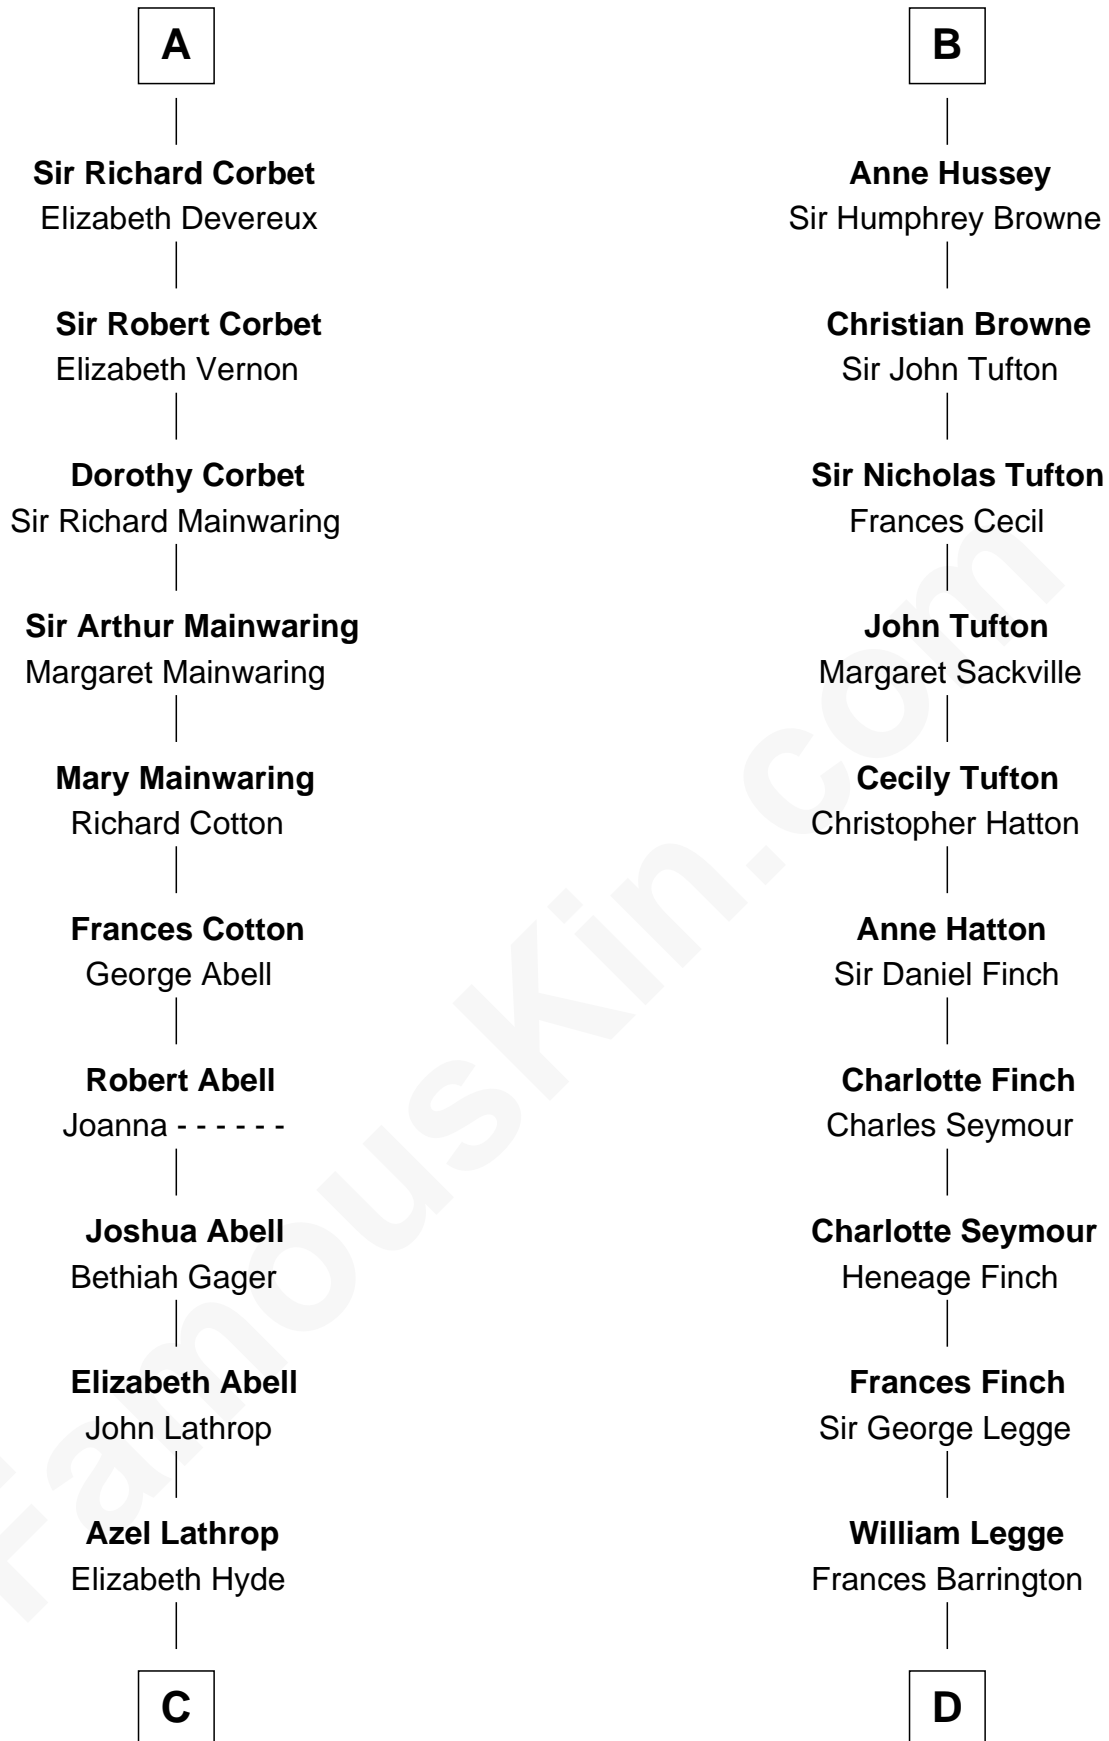 A
Sir Richard Corbet
Elizabeth Devereux
Sir Robert Corbet
Elizabeth Vernon
Dorothy Corbet
Sir Richard Mainwaring
Sir Arthur Mainwaring
Margaret Mainwaring
Mary Mainwaring
Richard Cotton
Frances Cotton
George Abell
Robert Abell
Joanna - - - - - -
Joshua Abell
Bethiah Gager
Elizabeth Abell
John Lathrop
Azel Lathrop
Elizabeth Hyde
C
B
Anne Hussey
Sir Humphrey Browne
Christian Browne
Sir John Tufton
Sir Nicholas Tufton
Frances Cecil
John Tufton
Margaret Sackville
Cecily Tufton
Christopher Hatton
Anne Hatton
Sir Daniel Finch
Charlotte Finch
Charles Seymour
Charlotte Seymour
Heneage Finch
Frances Finch
Sir George Legge
William Legge
Frances Barrington
D
FamousKin.com